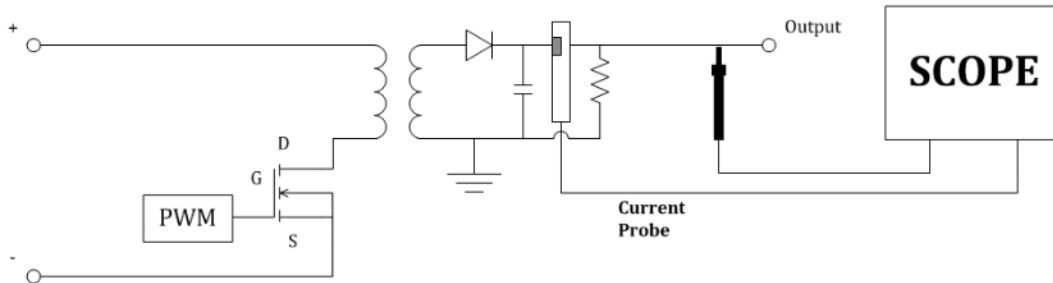 +
Output
SCOPE
D
G
PWM
S
Current
Probe
-